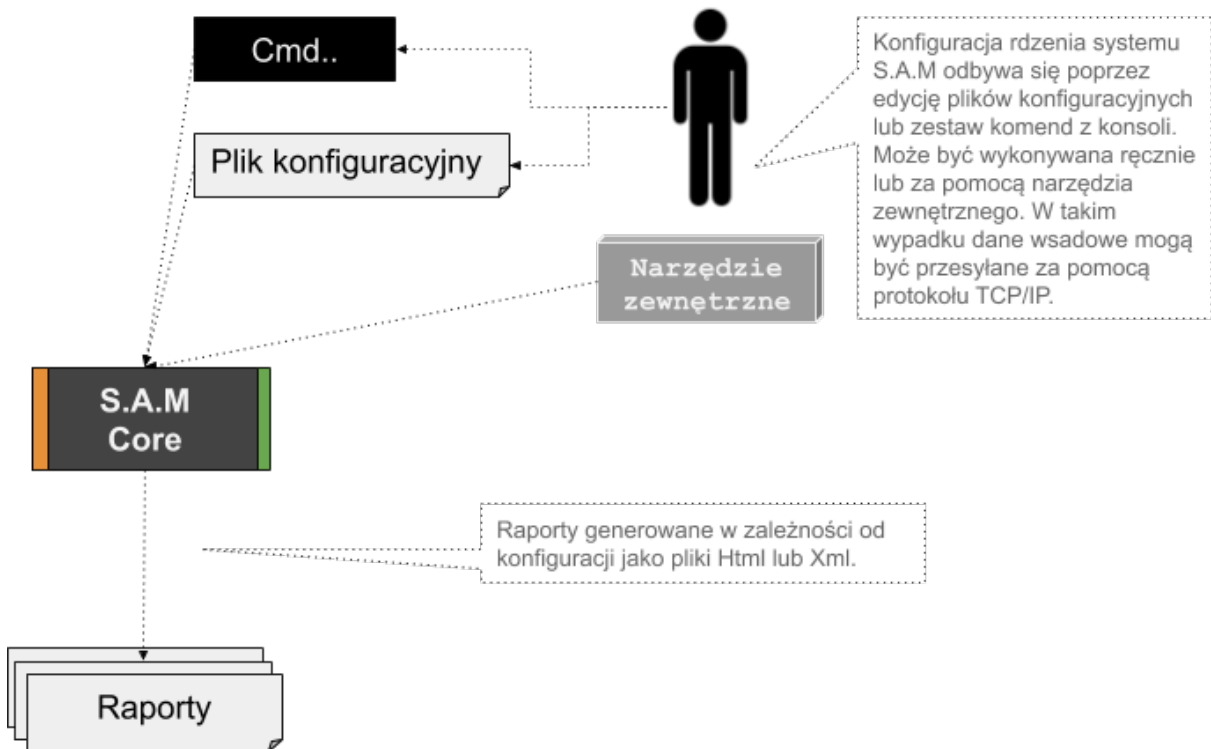 Cmd..
Konfiguracja rdzenia systemu
S.A.M odbywa się poprzez
edycję plików konfiguracyjnych
lub zestaw komend z konsoli.
Może być wykonywana ręcznie
lub za pomocą narzędzia
zewnętrznego. W takim
wypadku dane wsadowe mogą
być przesyłane za pomocą
protokołu TCP/IP.
Plik konfiguracyjny
Narzędzie
zewnętrzne
S.A.M
Core
Raporty generowane w zależności od
konfiguracji jako pliki Html lub Xml.
Raporty